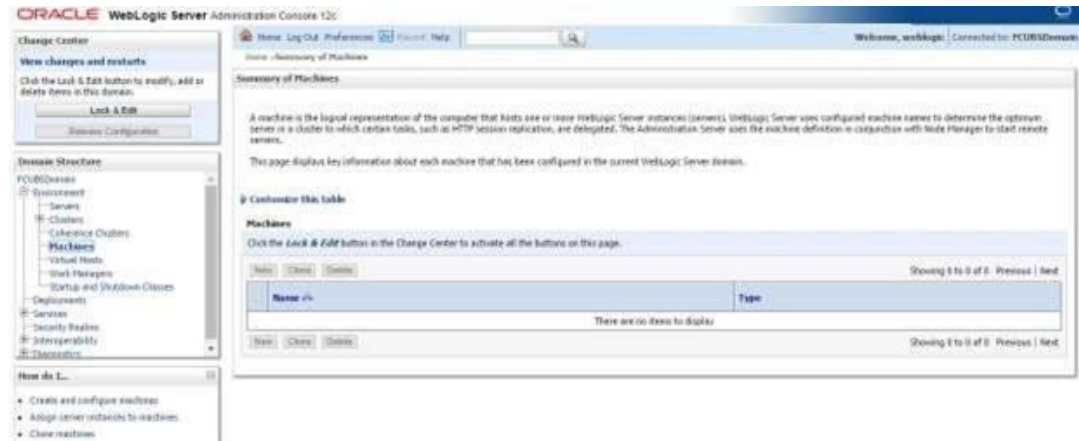 ORACLE WebLogic Server Administration Console 12c
Change Center
View changes and restarts
Click the Lock & Edit button to modify, add or
delete items in this domain.
Lock & Edit
Release Configuration
Domain Structure
FCUBSDomain
Environment
Servers
Clusters
Coherence Clusters
Machines
Virtual Hosts
Work Managers
Startup and Shutdown Classes
Deployments
Services
Security Realms
Interoperability
Diagnostics
How do I...
Create and configure machines
Assign server instances to machines
Clone machines
Home Log Out Preferences Record Help
Welcome, weblogic Connected to: FCUBSDomain
Home >Summary of Machines
Summary of Machines
A machine is the logical representation of the computer that hosts one or more WebLogic Server instances (servers). WebLogic Server uses configured machine names to determine the optimum
server in a cluster to which certain tasks, such as HTTP session replication, are delegated. The Administration Server uses the machine definition in conjunction with Node Manager to start remote
servers.
This page displays key information about each machine that has been configured in the current WebLogic Server domain.
Customize this table
Machines
Click the Lock & Edit button in the Change Center to activate all the buttons on this page.
New Clone Delete
Showing 0 to 0 of 0 Previous | Next
Name
Type
There are no items to display
New Clone Delete
Showing 0 to 0 of 0 Previous | Next